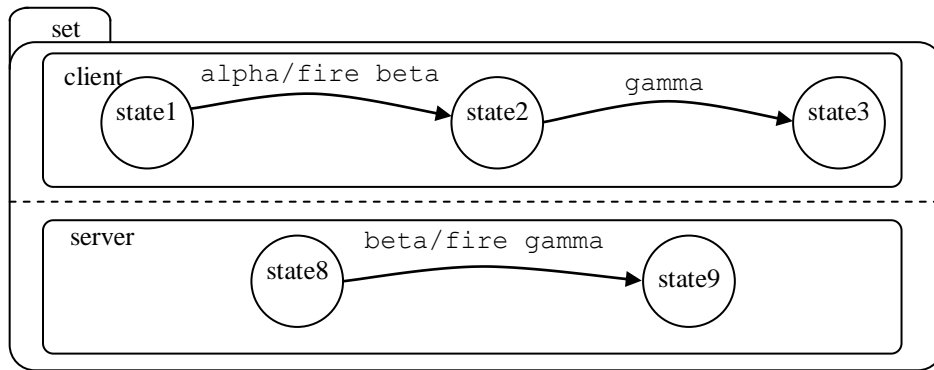 set
client
alpha/fire beta
gamma
state1
state2
state3
server
beta/fire gamma
state8
state9